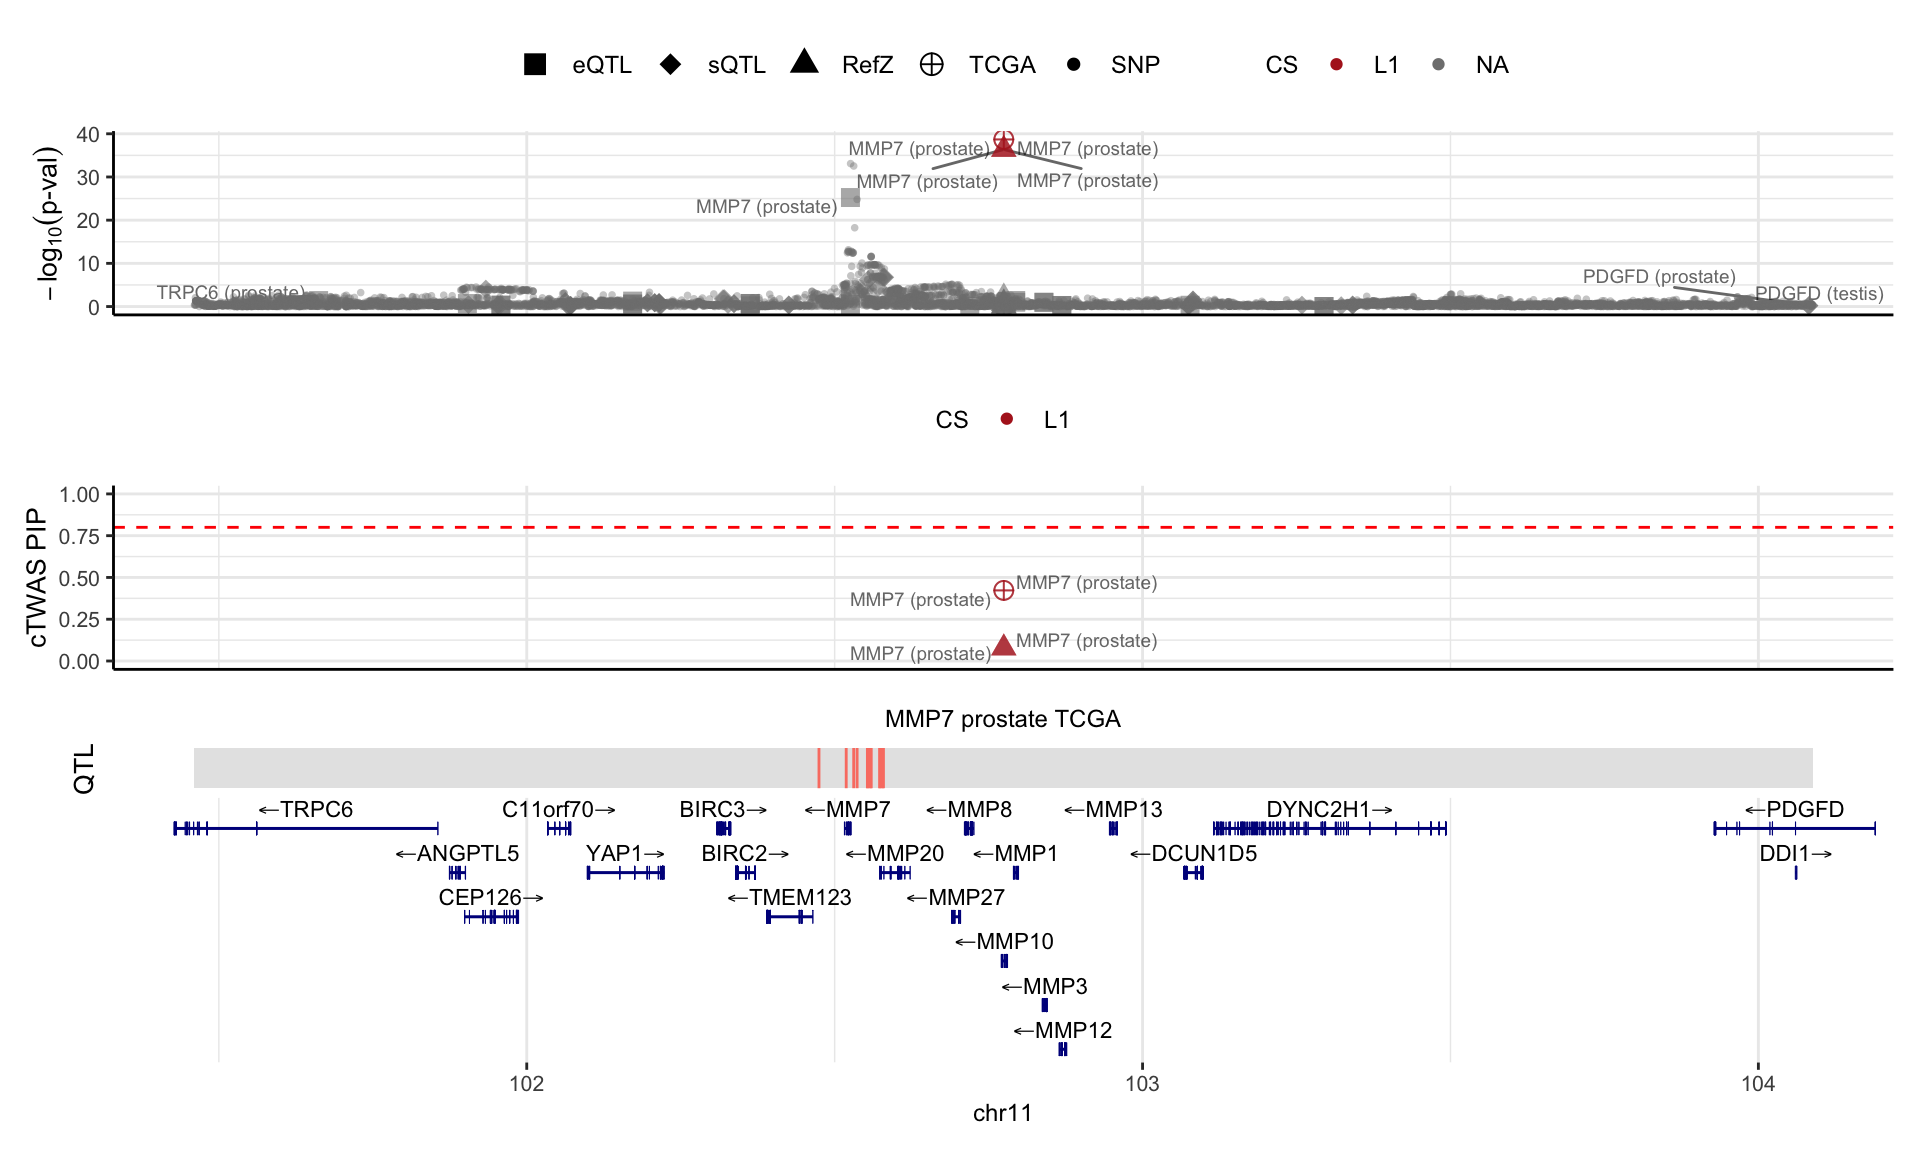 eQTL sQTL RefZ TCGA SNP CS L1 NA
− log10(p-val)
40
30
20
10
0
MMP7 (prostate) MMP7 (prostate)
MMP7 (prostate) MMP7 (prostate)
MMP7 (prostate)
PDGFD (prostate)
TRPC6 (prostate) PDGFD (testis)
CS L1
cTWAS PIP
1.00
0.75
0.50
0.25
0.00
MMP7 (prostate)
MMP7 (prostate)
MMP7 (prostate)
MMP7 (prostate)
MMP7 prostate TCGA
QTL
←TRPC6 C11orf70→ BIRC3→ ←MMP7 ←MMP8 ←MMP13 DYNC2H1→ ←PDGFD
←ANGPTL5 YAP1→ BIRC2→ ←MMP20 ←MMP1 ←DCUN1D5 DDI1→
CEP126→ ←TMEM123 ←MMP27
←MMP10
←MMP3
←MMP12
102 103 104
chr11